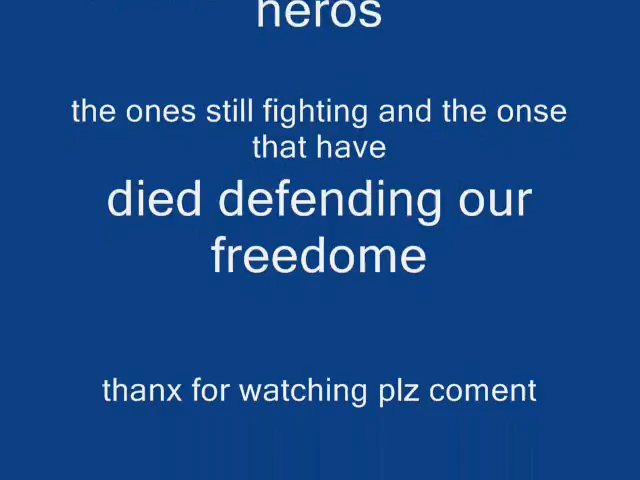 heros
the ones still fighting and the onse
that have
died defending our
freedome
thanx for watching plz coment